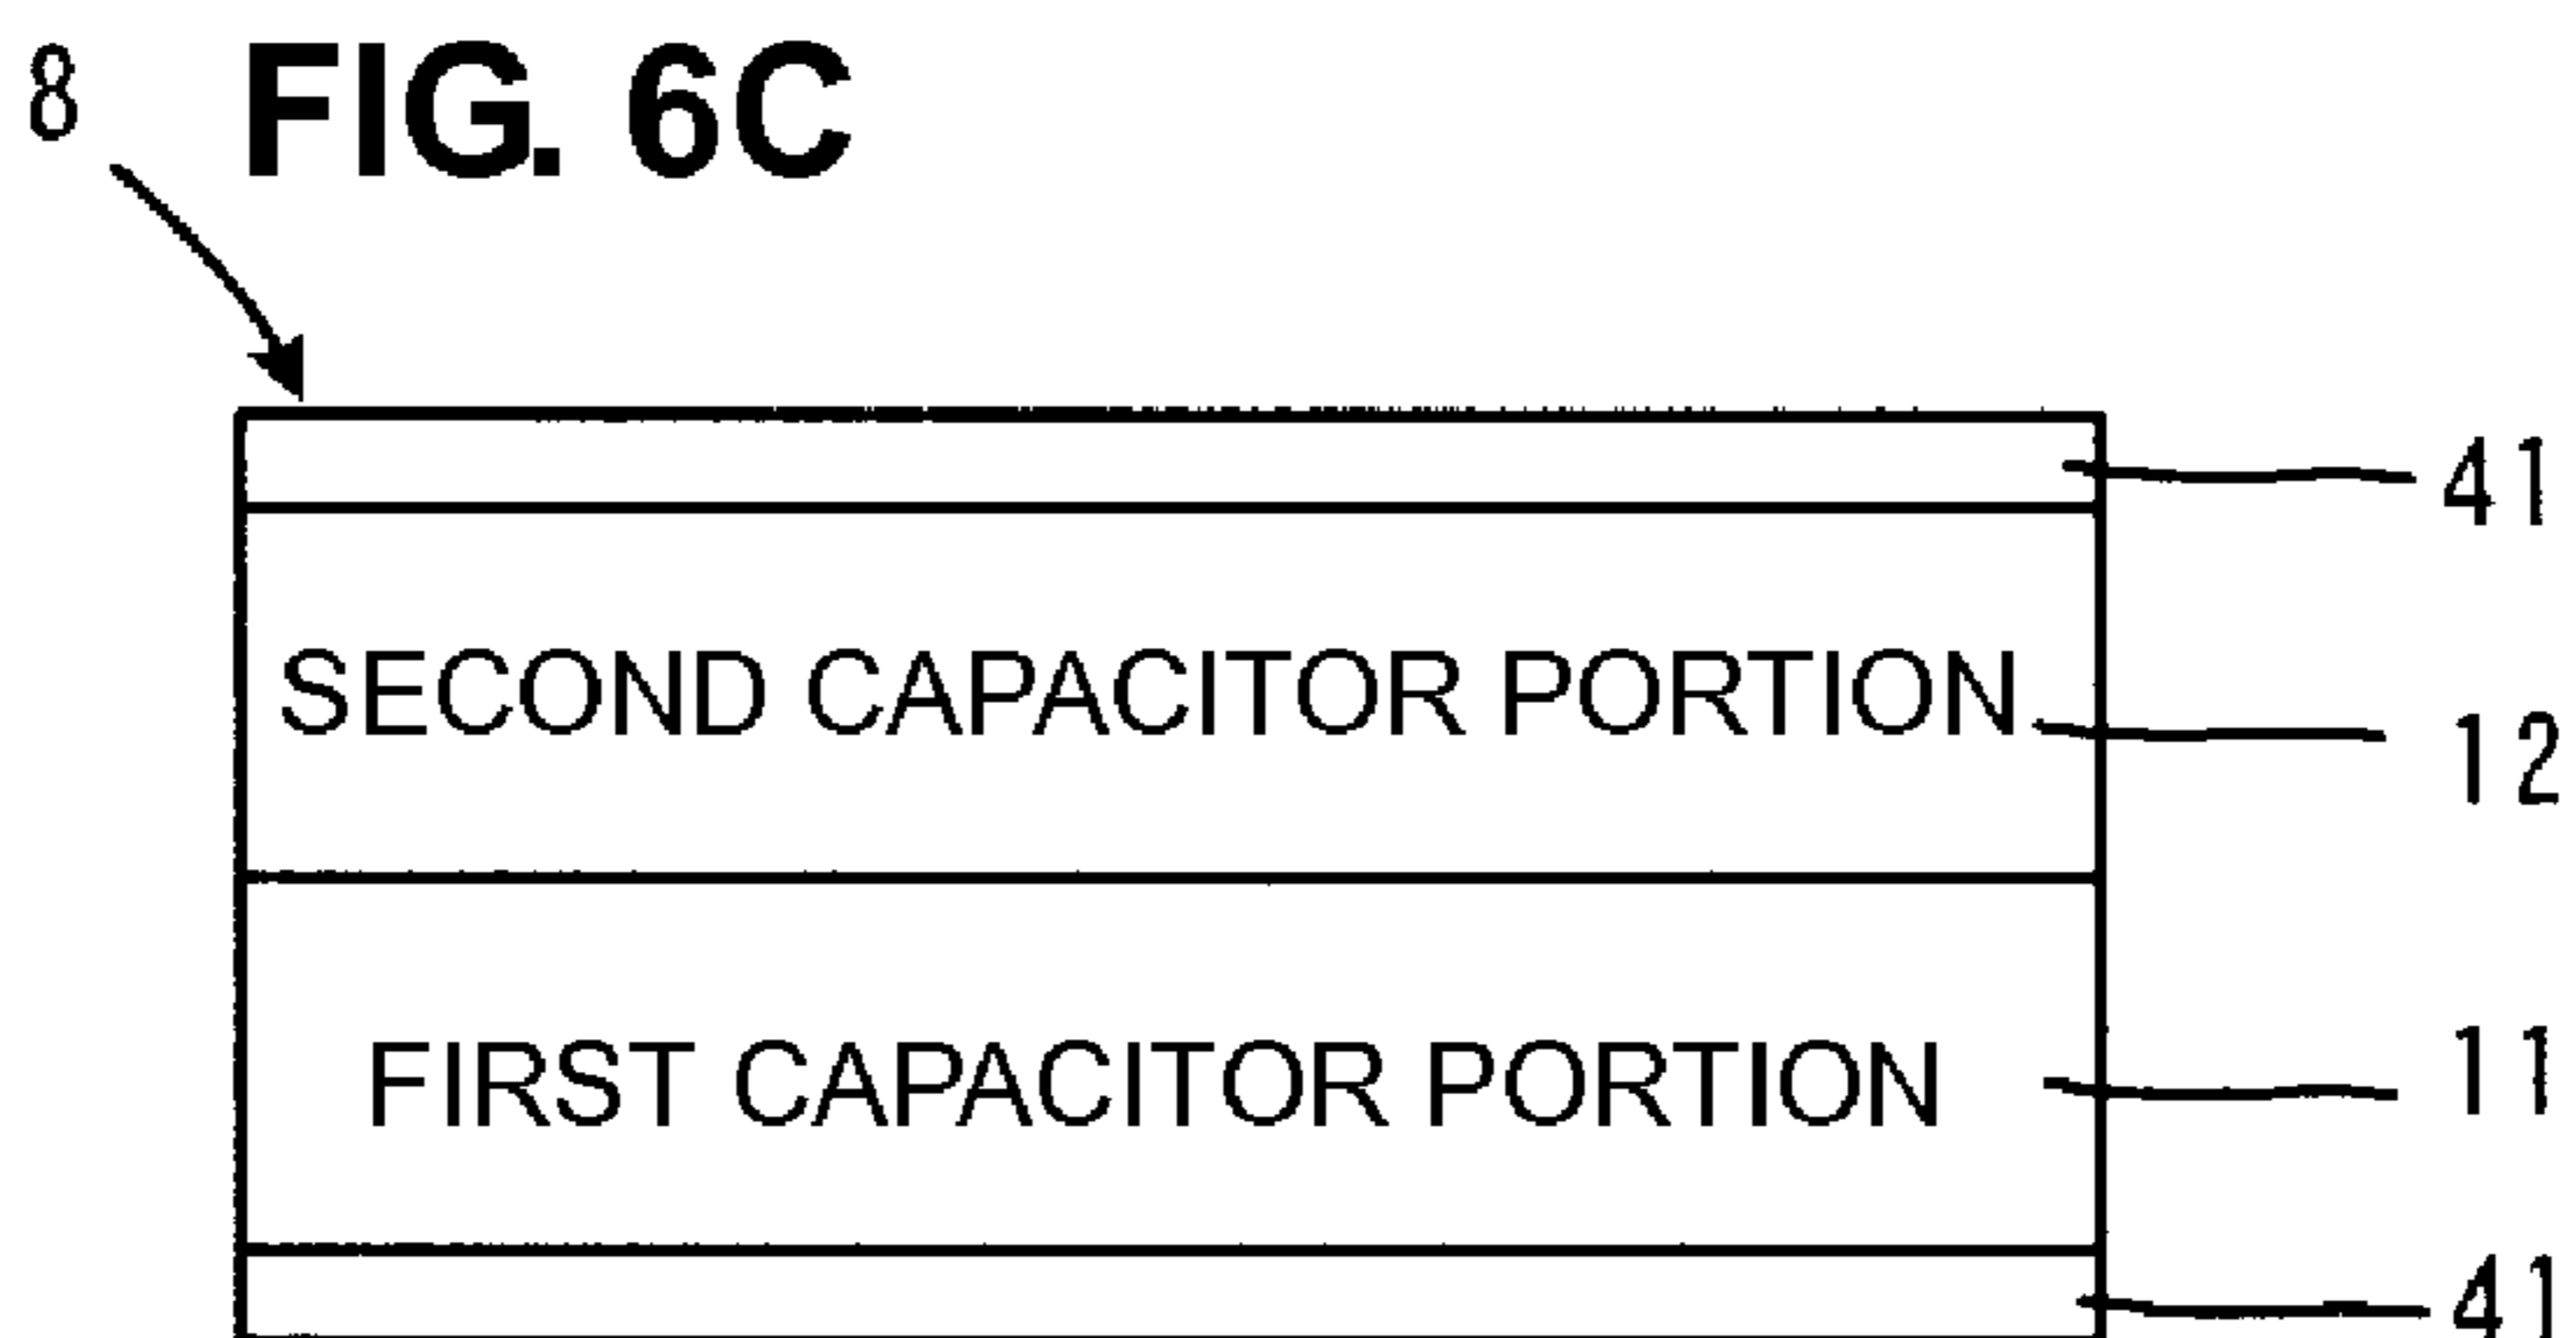 8 FIG. 6C
41
SECOND CAPACITOR PORTION 12
FIRST CAPACITOR PORTION 11
41